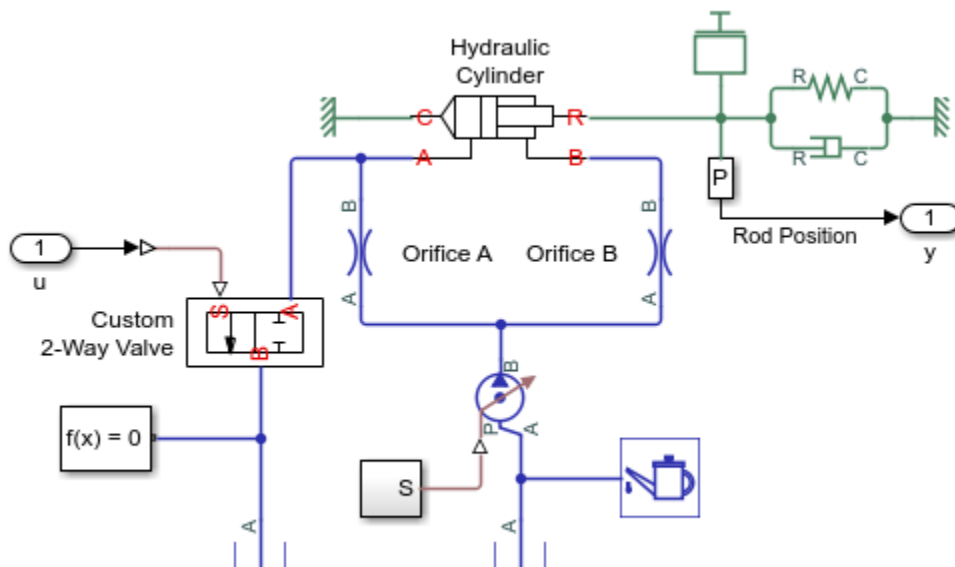 Hydraulic
Cylinder
R
C
C
R
A
B
R
C
P
1
Rod Position
y
B
B
1
u
Orifice A
Orifice B
A
A
S
A
Custom
2-Way Valve
B
B
f(x) = 0
P
A
S
A
A